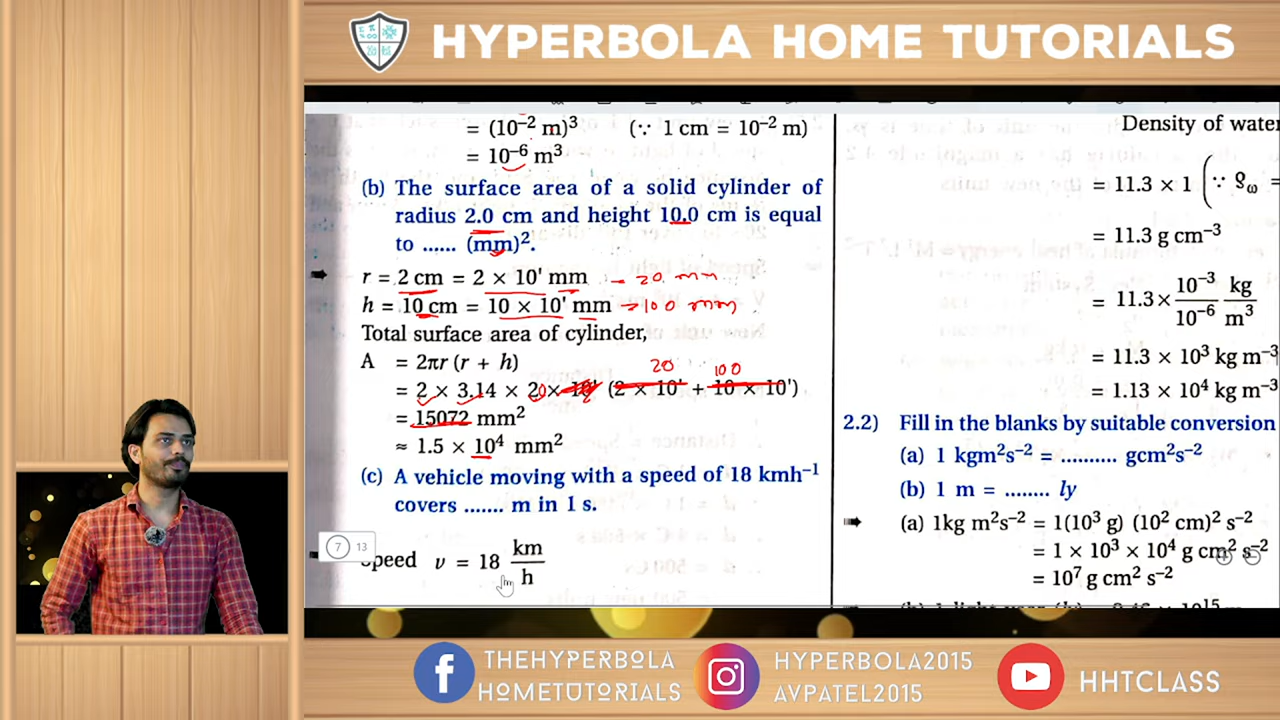 HYPERBOLA HOME TUTORIALS
= (10⁻² m)³ (∵ 1 cm = 10⁻² m)
= 10⁻⁶ m³
(b) The surface area of a solid cylinder of
radius 2.0 cm and height 10.0 cm is equal
to ...... (mm)².
r = 2 cm = 2 × 10' mm – 20 mm
h = 10 cm = 10 × 10' mm → 100 mm
Total surface area of cylinder,
A = 2πr (r + h)
20 100
= 2 × 3.14 × 20 × 10' (2 × 10' + 10 × 10')
= 15072 mm²
≈ 1.5 × 10⁴ mm²
(c) A vehicle moving with a speed of 18 kmh⁻¹
covers ....... m in 1 s.
7 13
Speed v = 18 km/h
Density of water
= 11.3 × 1 (∵ ϱω =
= 11.3 g cm⁻³
= 11.3 × 10⁻³/10⁻⁶ kg/m³
= 11.3 × 10³ kg m⁻³
= 1.13 × 10⁴ kg m⁻³
2.2) Fill in the blanks by suitable conversion
(a) 1 kgm²s⁻² = .......... gcm²s⁻²
(b) 1 m = ........ ly
(a) 1kg m²s⁻² = 1(10³ g) (10² cm)² s⁻²
= 1 × 10³ × 10⁴ g cm² s⁻²
= 10⁷ g cm² s⁻²
THEHYPERBOLA
HOMETUTORIALS
HYPERBOLA2015
AVPATEL2015
HHTCLASS